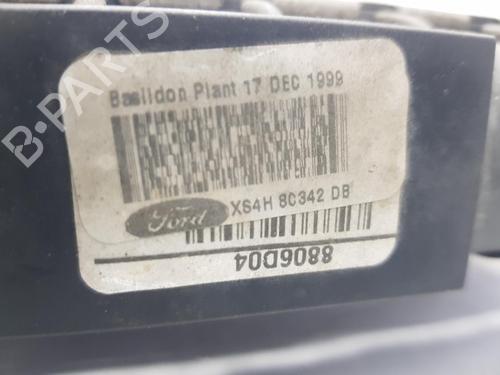 Basildon Plant 17 DEC 1999
Ford
XS4H 8C342 DB
8806D04
B-PARTS